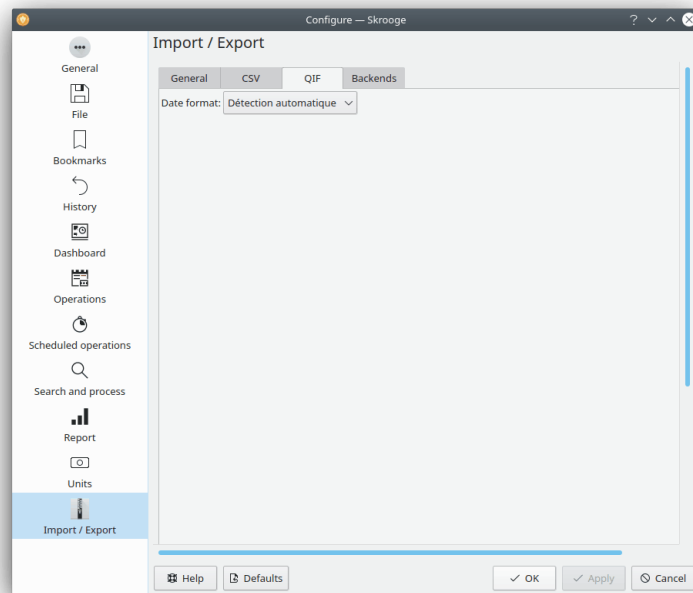 Configure — Skrooge
Import / Export
General
File
Bookmarks
History
Dashboard
Operations
Scheduled operations
Search and process
Report
Units
Import / Export
General CSV QIF Backends
Date format: Détection automatique
Help Defaults OK Apply Cancel